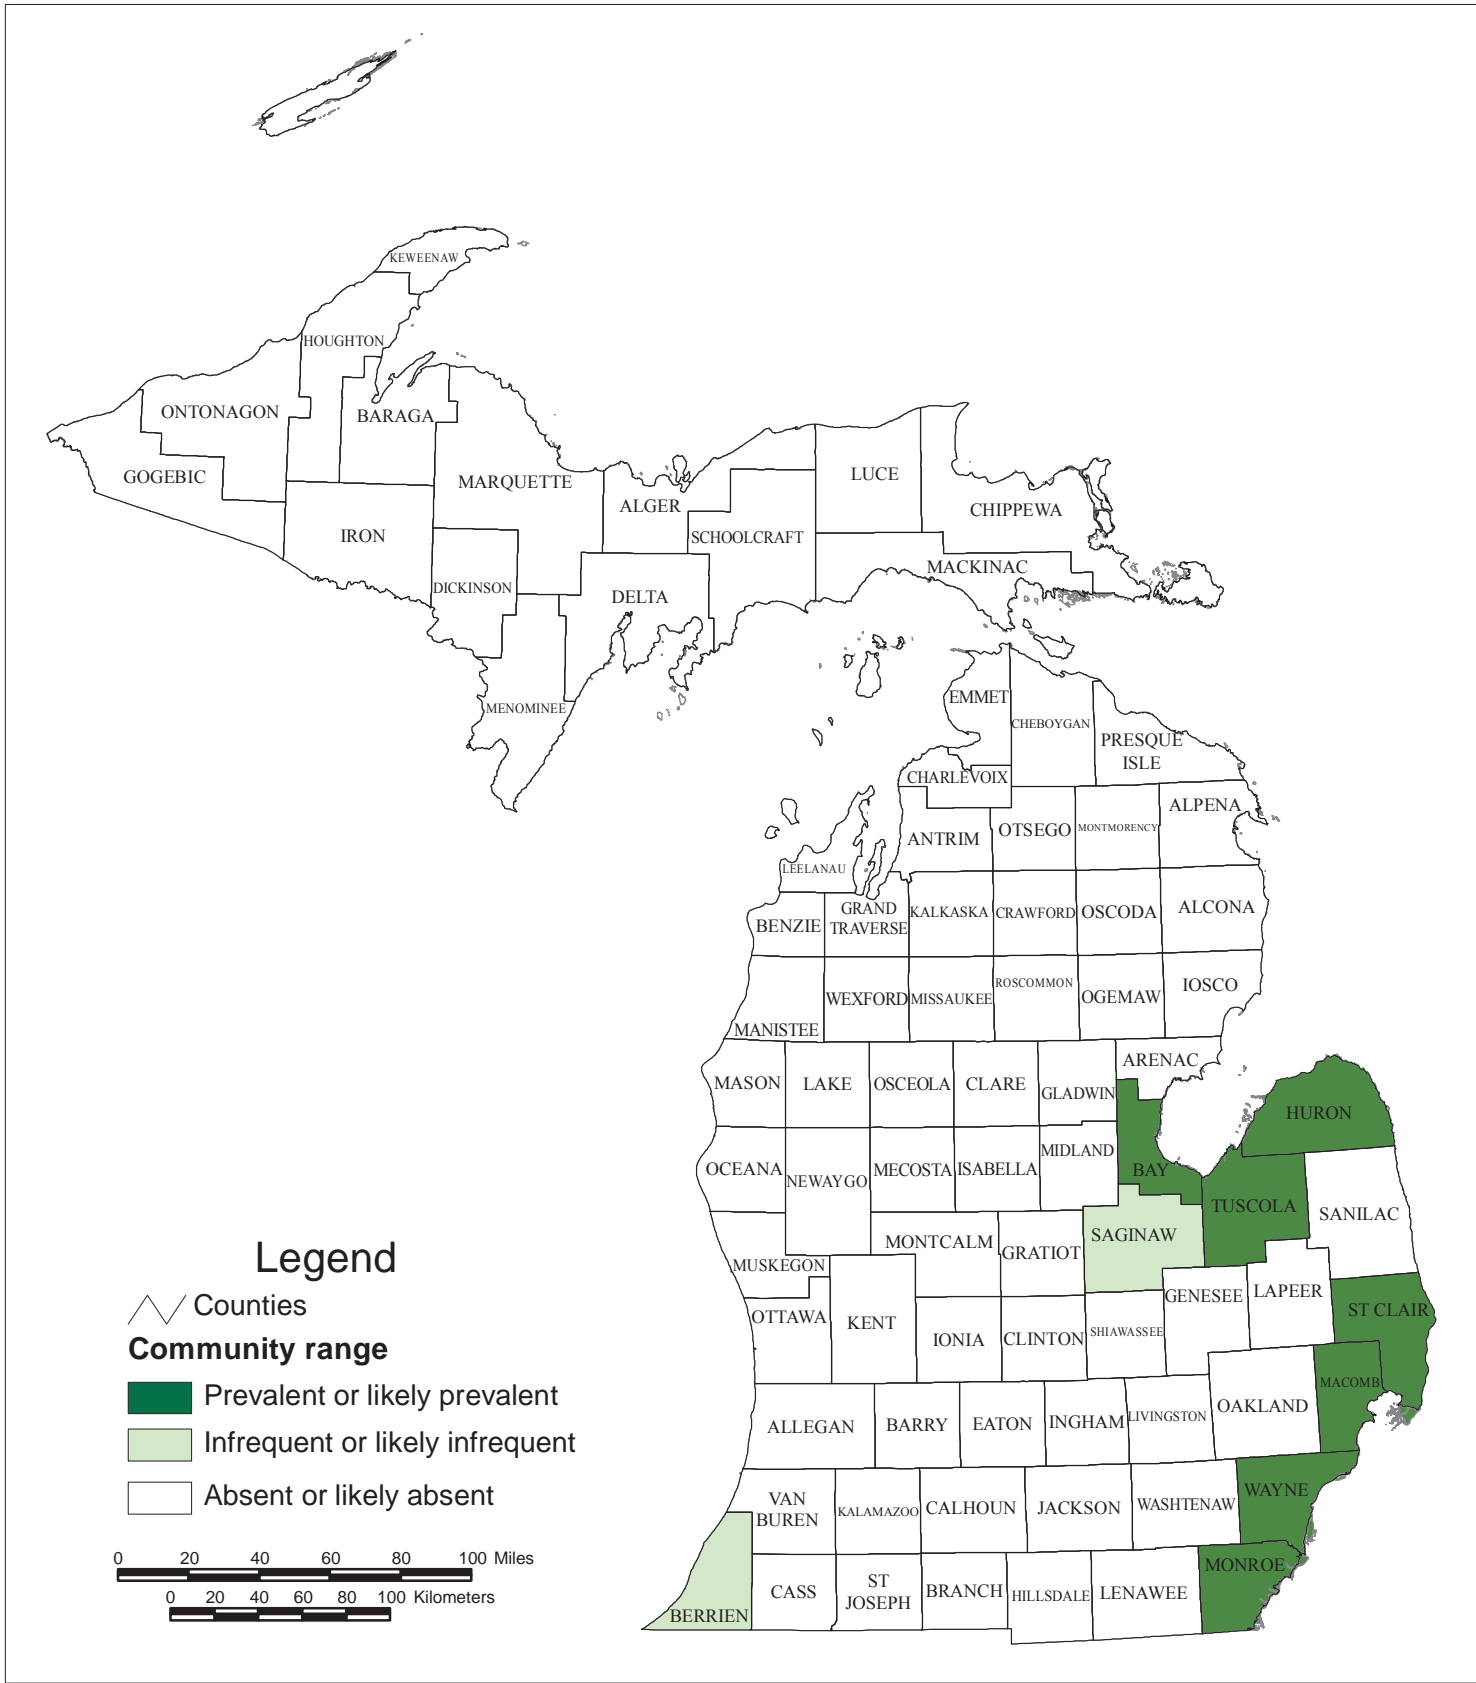 KEWEENAW
HOUGHTON
ONTONAGON
BARAGA
GOGEBIC
MARQUETTE
LUCE
ALGER
CHIPPEWA
IRON
SCHOOLCRAFT
MACKINAC
DICKINSON
DELTA
MENOMINEE
EMMET
CHEBOYGAN
PRESQUE
ISLE
CHARLEVOIX
ALPENA
ANTRIM
OTSEGO
MONTMORENCY
LEELANAU
BENZIE
GRAND
TRAVERSE
KALKASKA
CRAWFORD
OSCODA
ALCONA
MANISTEE
WEXFORD
MISSAUKEE
ROSCOMMON
OGEMAW
IOSCO
ARENAC
MASON
LAKE
OSCEOLA
CLARE
GLADWIN
HURON
OCEANA
NEWAYGO
MECOSTA
ISABELLA
MIDLAND
BAY
TUSCOLA
SANILAC
MUSKEGON
MONTCALM
GRATIOT
SAGINAW
OTTAWA
KENT
IONIA
CLINTON
SHIAWASSEE
GENESEE
LAPEER
ST CLAIR
ALLEGAN
BARRY
EATON
INGHAM
LIVINGSTON
OAKLAND
MACOMB
VAN
BUREN
KALAMAZOO
CALHOUN
JACKSON
WASHTENAW
WAYNE
BERRIEN
CASS
ST
JOSEPH
BRANCH
HILLSDALE
LENAWEE
MONROE
Legend
Counties
Community range
Prevalent or likely prevalent
Infrequent or likely infrequent
Absent or likely absent
0 20 40 60 80 100 Miles
0 20 40 60 80 100 Kilometers